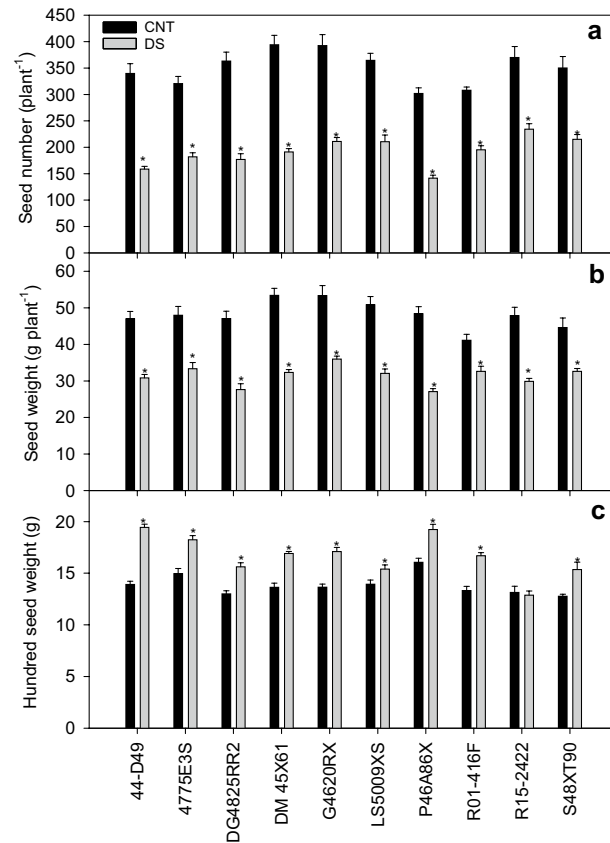 CNT
DS
a
Seed number (plant⁻¹)
450
400
350
300
250
200
150
100
50
0
* * * * * * * * * *
b
Seed weight (g plant⁻¹)
60
50
40
30
20
10
0
* * * * * * * * * *
c
Hundred seed weight (g)
20
15
10
5
0
* * * * * * * * *
44-D49
4775E3S
DG4825RR2
DM 45X61
G4620RX
LS5009XS
P46A86X
R01-416F
R15-2422
S48XT90